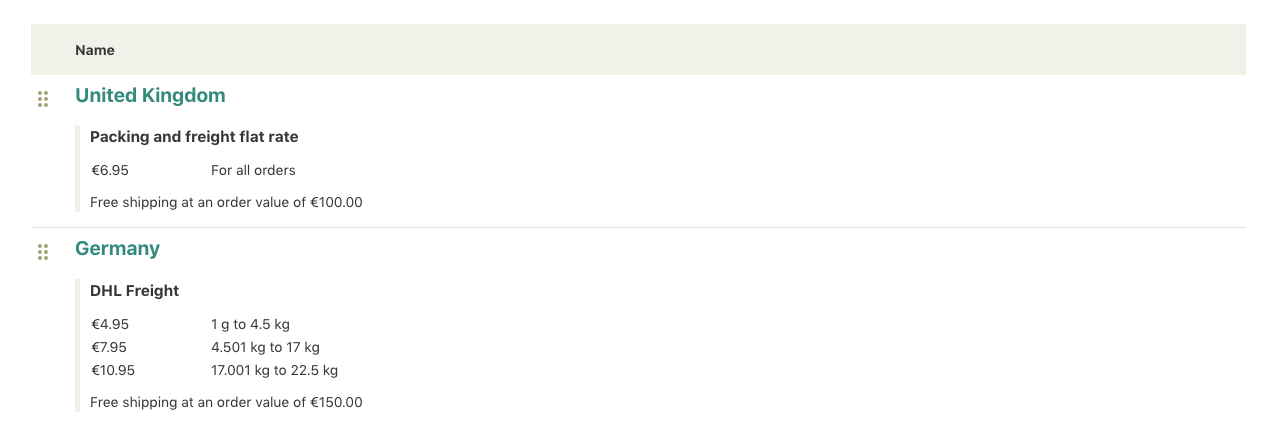 Name
United Kingdom
Packing and freight flat rate
€6.95 For all orders
Free shipping at an order value of €100.00
Germany
DHL Freight
€4.95 1 g to 4.5 kg
€7.95 4.501 kg to 17 kg
€10.95 17.001 kg to 22.5 kg
Free shipping at an order value of €150.00